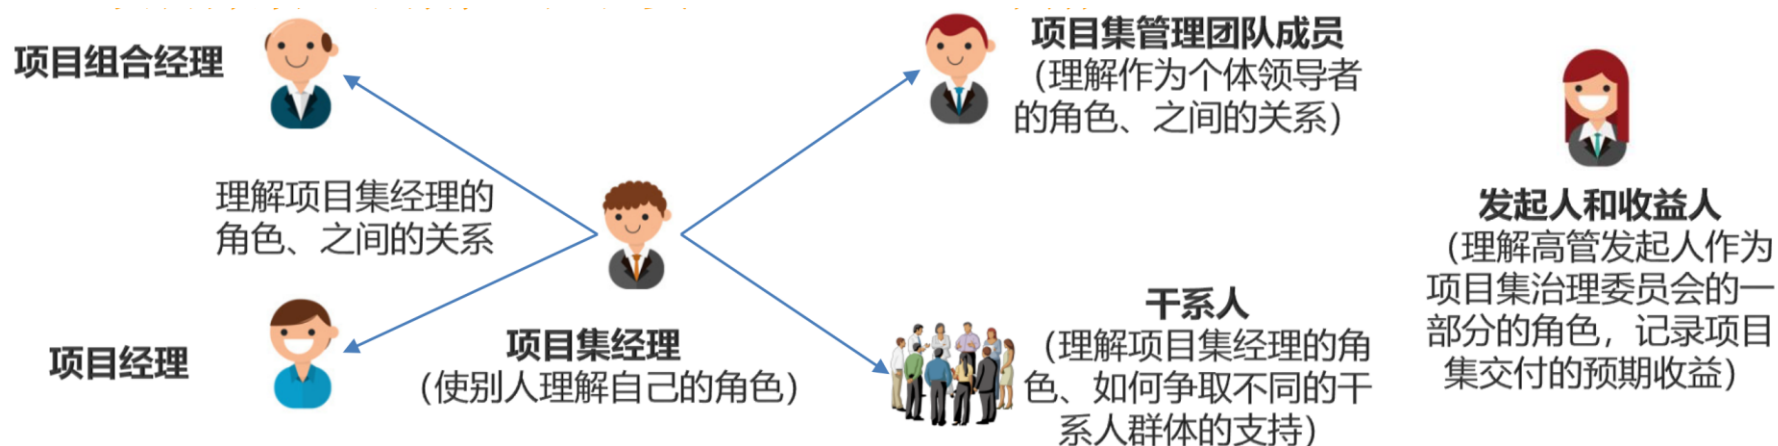 项目组合经理
理解项目集经理的
角色、之间的关系
项目经理
项目集经理
（使别人理解自己的角色）
项目集管理团队成员
（理解作为个体领导者
的角色、之间的关系）
干系人
（理解项目集经理的角
色、如何争取不同的干
系人群体的支持）
发起人和收益人
（理解高管发起人作为
项目集治理委员会的一
部分的角色，记录项目
集交付的预期收益）